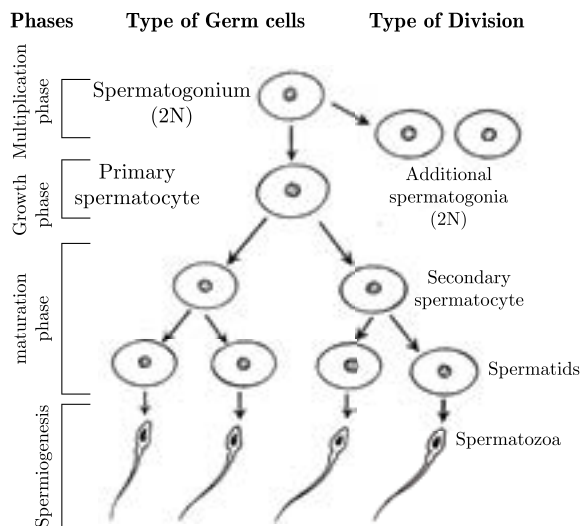 Phases Type of Germ cells Type of Division
Multiplication
phase
Spermatogonium
(2N)
Additional
spermatogonia
(2N)
Growth
phase
Primary
spermatocyte
maturation
phase
Secondary
spermatocyte
Spermatids
Spermiogenesis
Spermatozoa